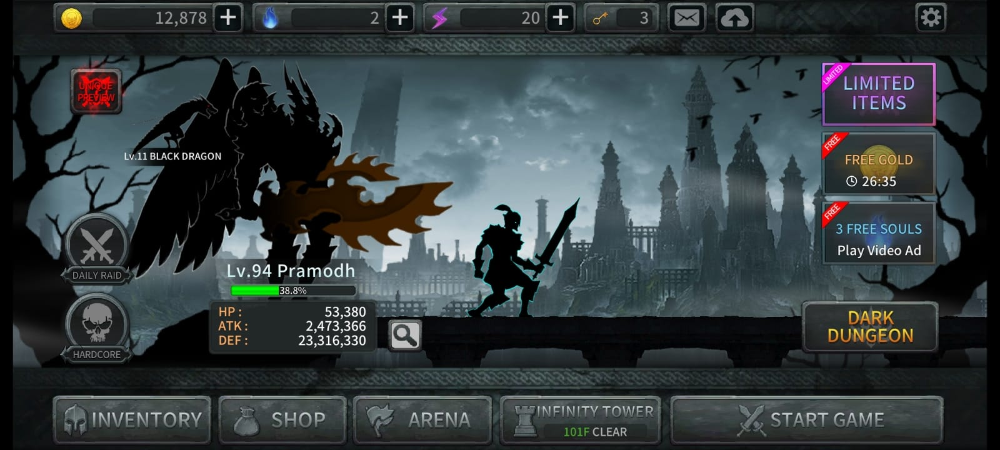 12,878
2
20
3
UNIQUE
PREVIEW
LIMITED
LIMITED
ITEMS
FREE
FREE GOLD
26:35
FREE
3 FREE SOULS
Play Video Ad
Lv.11 BLACK DRAGON
DAILY RAID
HARDCORE
Lv.94 Pramodh
38.8%
HP : 53,380
ATK : 2,473,366
DEF : 23,316,330
DARK
DUNGEON
INVENTORY
SHOP
ARENA
INFINITY TOWER
101F CLEAR
START GAME